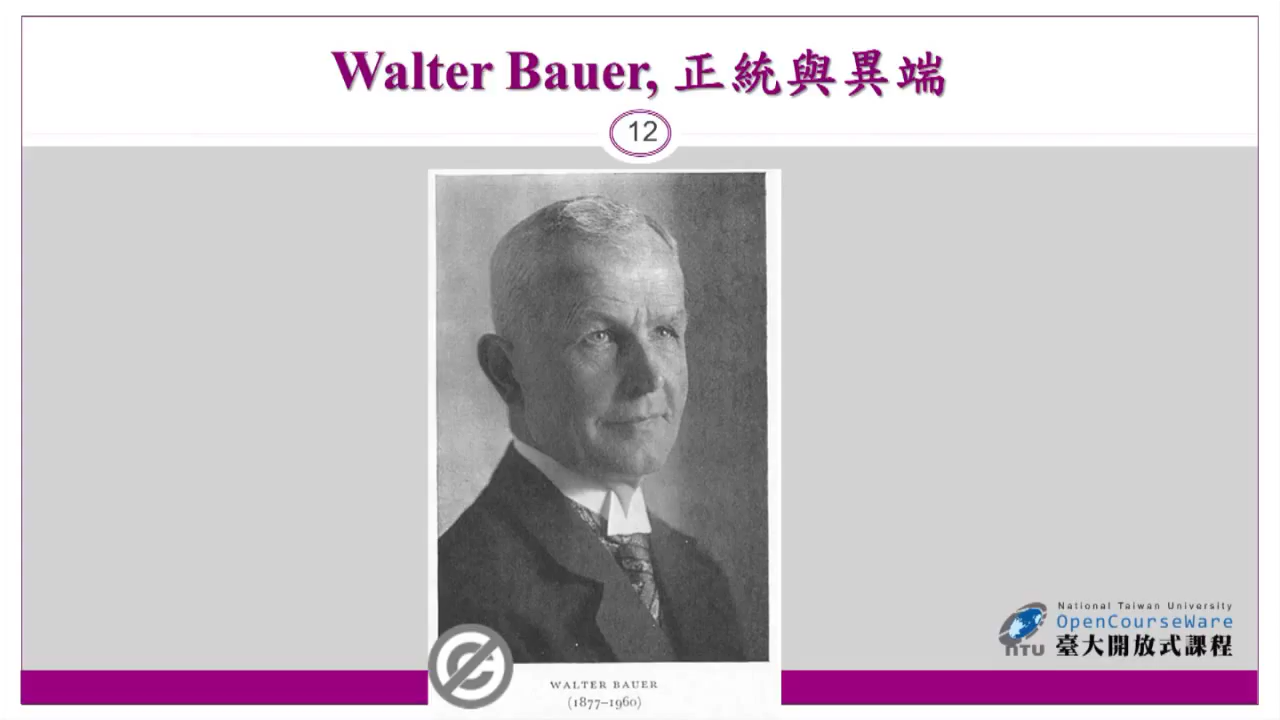 Walter Bauer, 正統與異端
12
WALTER BAUER
(1877–1960)
National Taiwan University
OpenCourseWare
NTU
臺大開放式課程